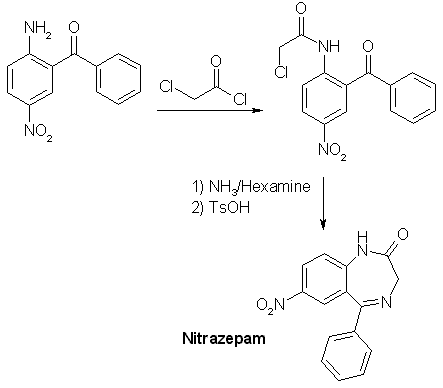 NH2
O
NO2
O
Cl
Cl
O
NH
O
Cl
NO2
1) NH3/Hexamine
2) TsOH
H
N
O
O2N
N
Nitrazepam